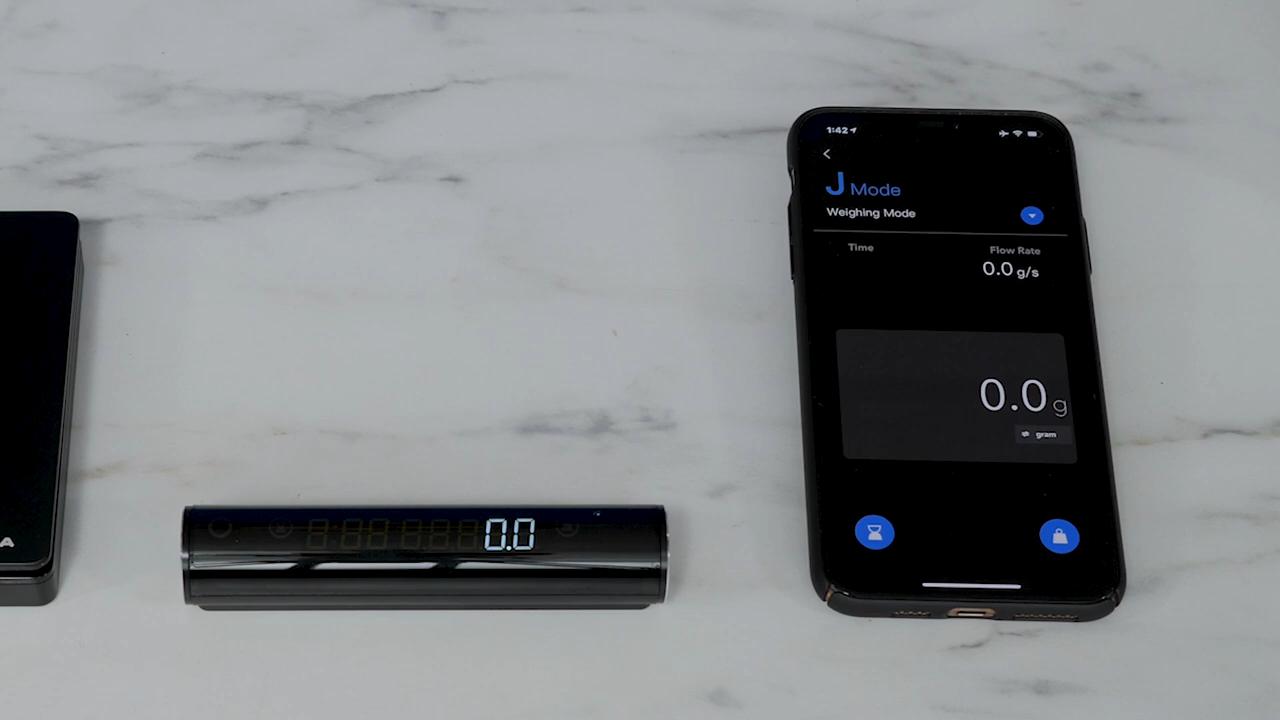 1:42
J Mode
Weighing Mode
Time
Flow Rate
0.0 g/s
0.0 g
gram
0.0
A